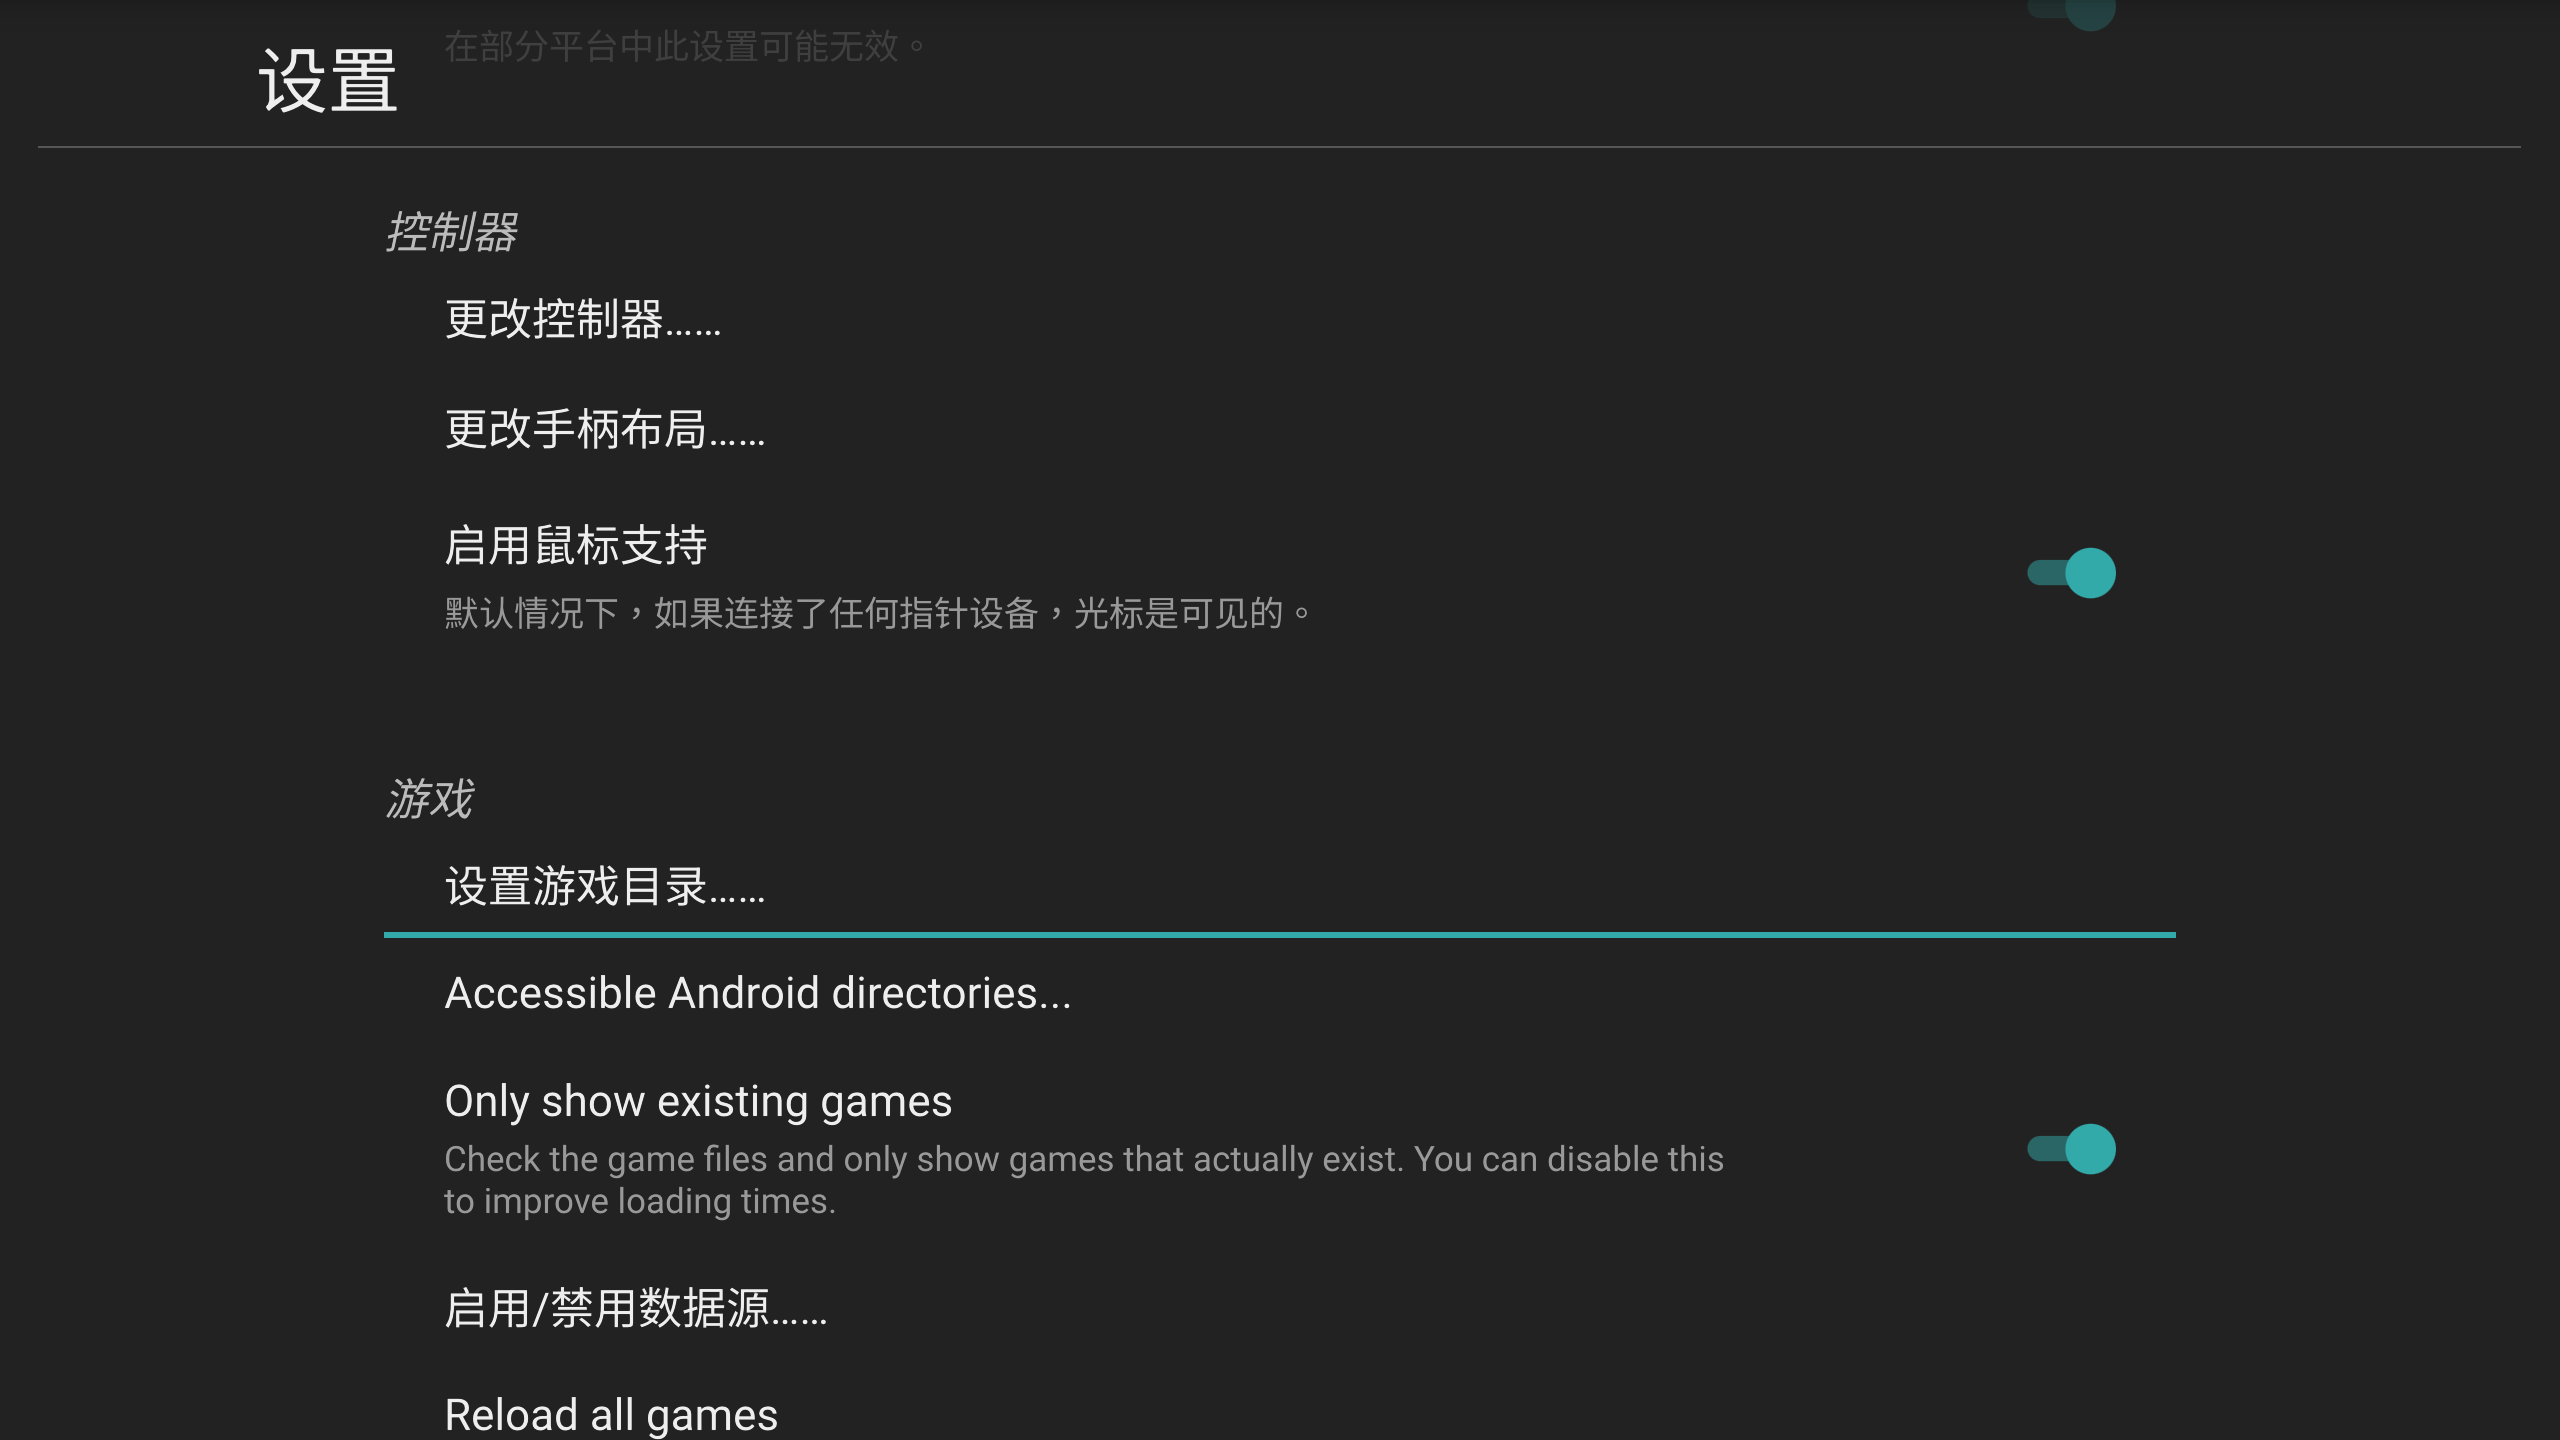 在部分平台中此设置可能无效。
设置
控制器
更改控制器……
更改手柄布局……
启用鼠标支持
默认情况下，如果连接了任何指针设备，光标是可见的。
游戏
设置游戏目录……
Accessible Android directories...
Only show existing games
Check the game files and only show games that actually exist. You can disable this
to improve loading times.
启用/禁用数据源……
Reload all games